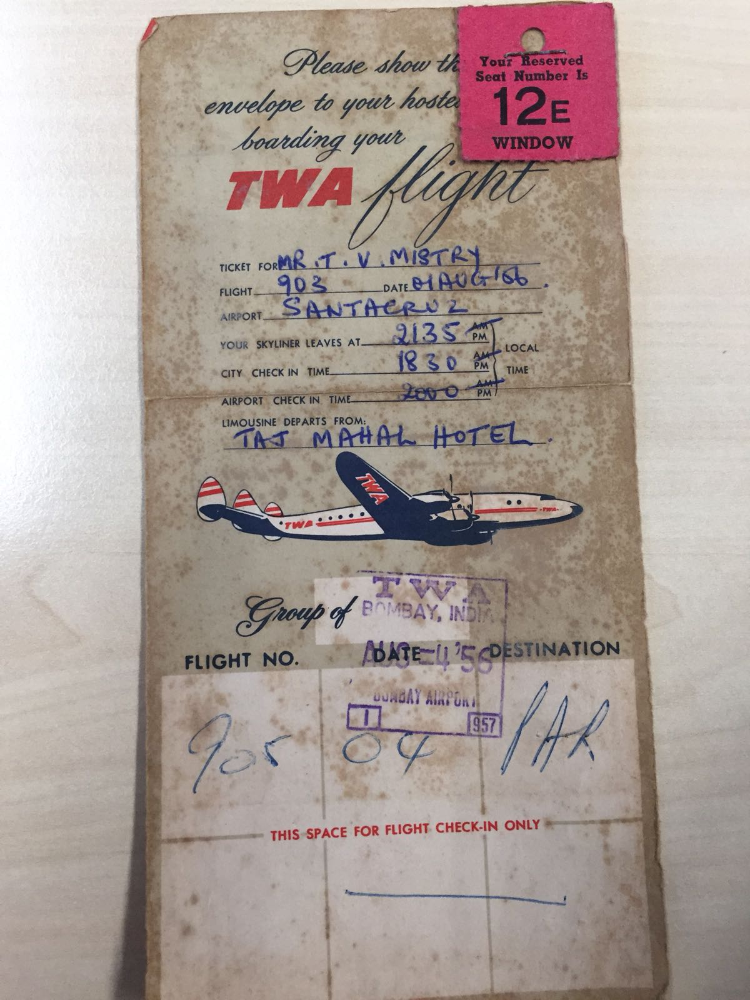 Please show th
envelope to your hoste
boarding your
TWA flight
Your Reserved
Seat Number Is
12E
WINDOW
TICKET FOR MR. T. V. MISTRY
FLIGHT 903 DATE AUG '56.
AIRPORT SANTACRUZ
YOUR SKYLINER LEAVES AT 2135 AM PM
CITY CHECK IN TIME 1830 AM PM
AIRPORT CHECK IN TIME 2000 AM PM
LOCAL
TIME
LIMOUSINE DEPARTS FROM:
TAJ MAHAL HOTEL.
TWA
TWA
TWA
Group of
TWA
BOMBAY, INDIA
AUG -4 '56
BOMBAY AIRPORT
1 957
FLIGHT NO. DATE DESTINATION
905 04 PAR
THIS SPACE FOR FLIGHT CHECK-IN ONLY